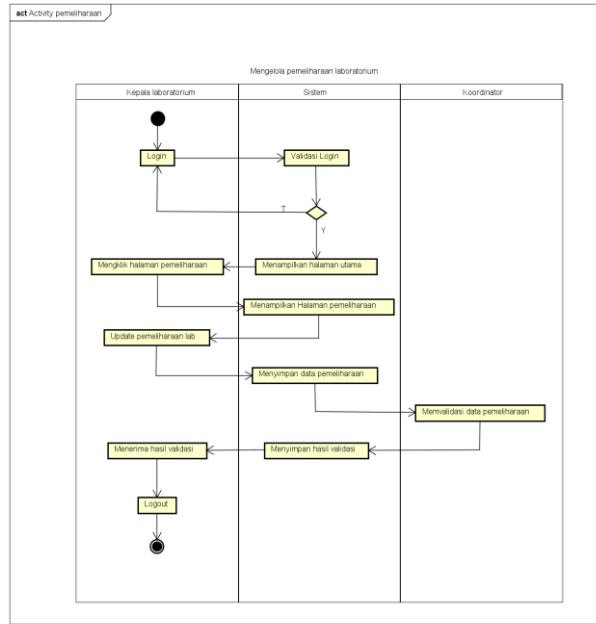 act Activity pemeliharaan
Mengelola pemeliharaan laboratorium
Kepala laboratorium
Sistem
Koordinator
Login
Validasi Login
T
Y
Mengklik halaman pemeliharaan
Menampilkan halaman utama
Menampilkan Halaman pemeliharaan
Update pemeliharaan lab
Menyimpan data pemeliharaan
Memvalidasi data pemeliharaan
Menerima hasil validasi
Menyimpan hasil validasi
Logout